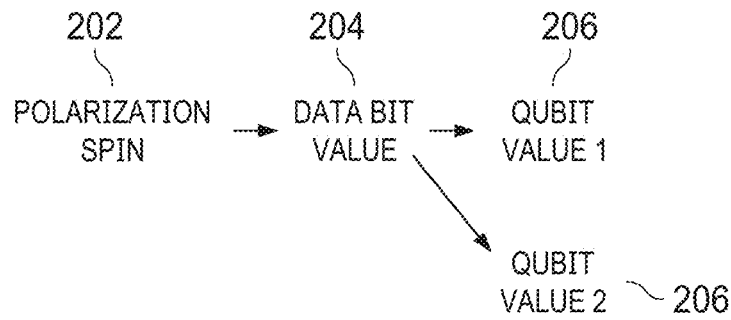 202 204 206
POLARIZATION SPIN
DATA BIT VALUE
QUBIT VALUE 1
QUBIT VALUE 2
206